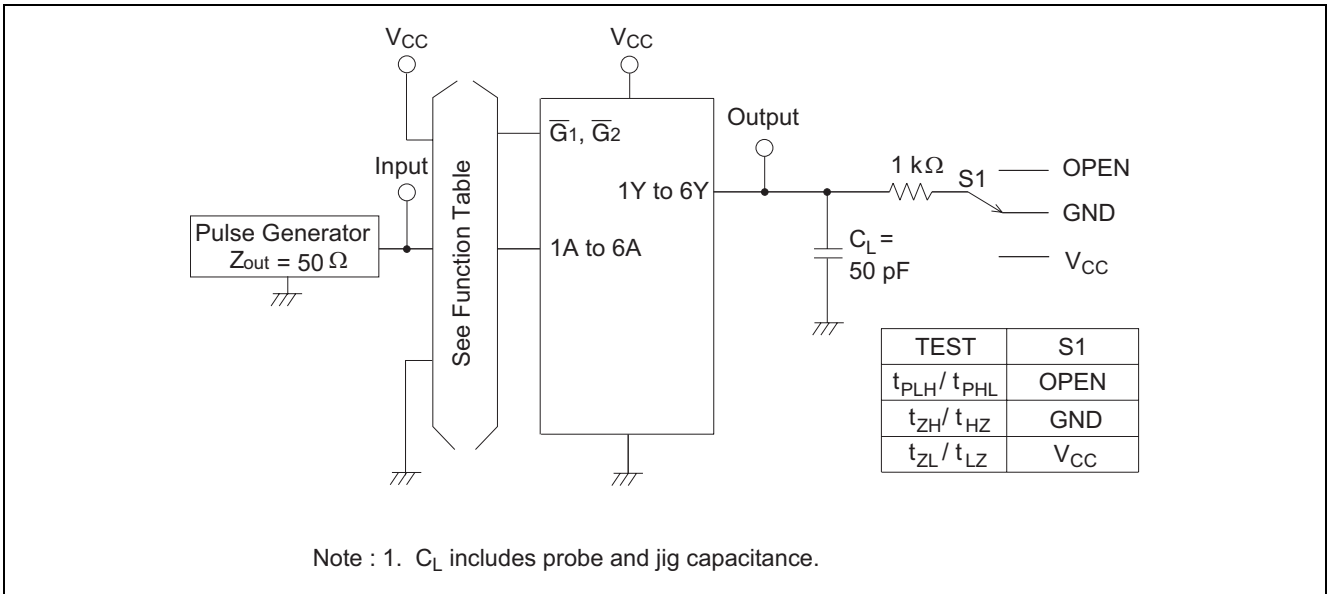 VCC
VCC
Output
G1, G2
Input
1 kΩ
S1
OPEN
See Function Table
1Y to 6Y
GND
Pulse Generator
Zout = 50 Ω
1A to 6A
CL =
50 pF
VCC
TEST S1
tPLH / tPHL OPEN
tZH / tHZ GND
tZL / tLZ VCC
Note : 1. CL includes probe and jig capacitance.